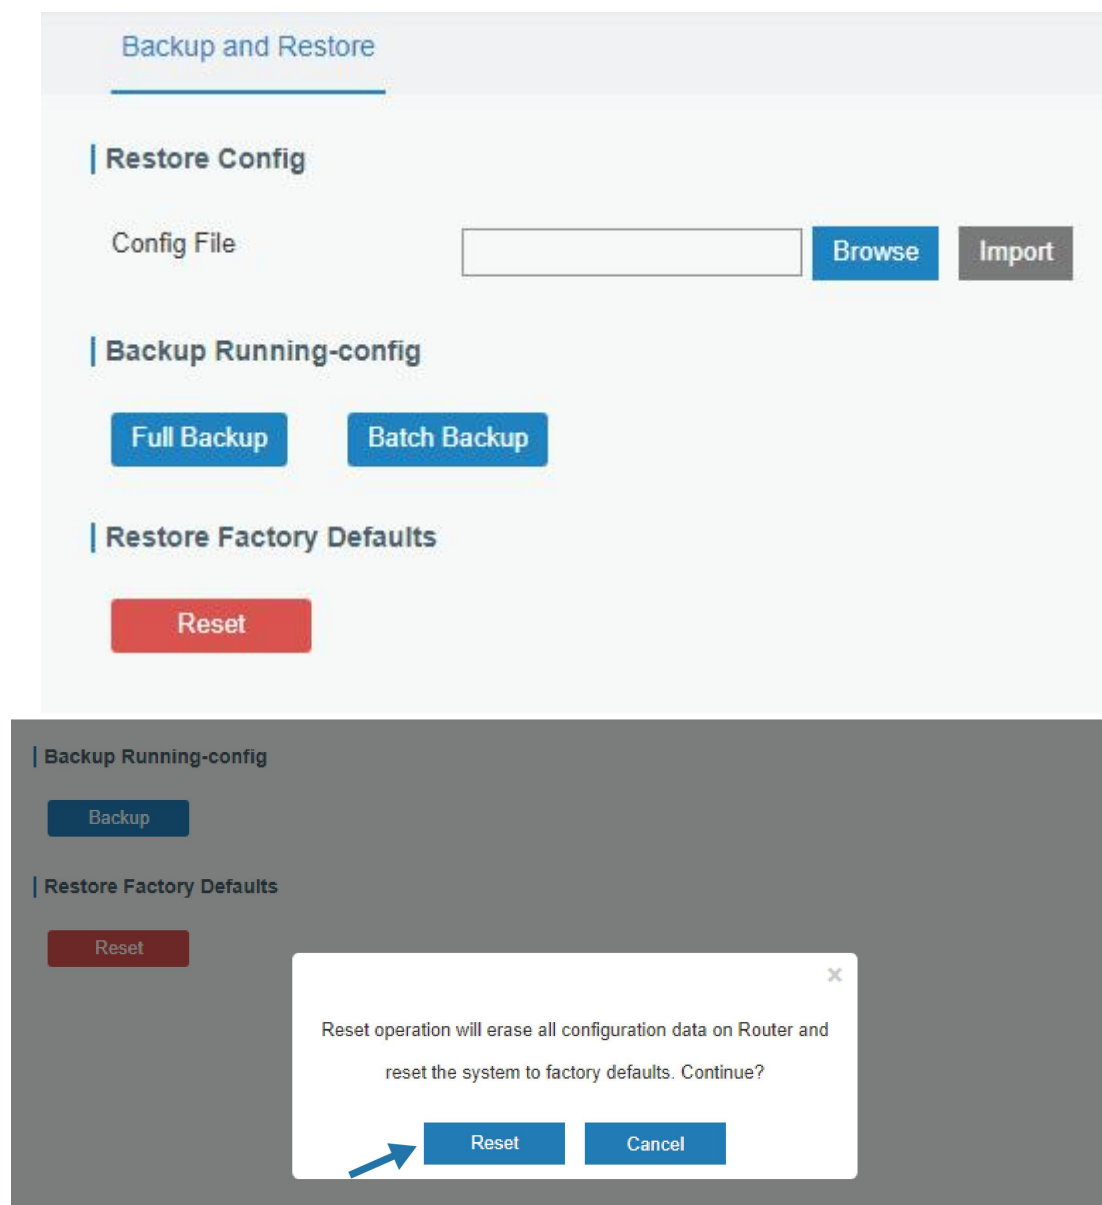 Backup and Restore
Restore Config
Config File
Browse
Import
Backup Running-config
Full Backup
Batch Backup
Restore Factory Defaults
Reset
Backup Running-config
Backup
Restore Factory Defaults
Reset
×
Reset operation will erase all configuration data on Router and
reset the system to factory defaults. Continue?
Reset
Cancel